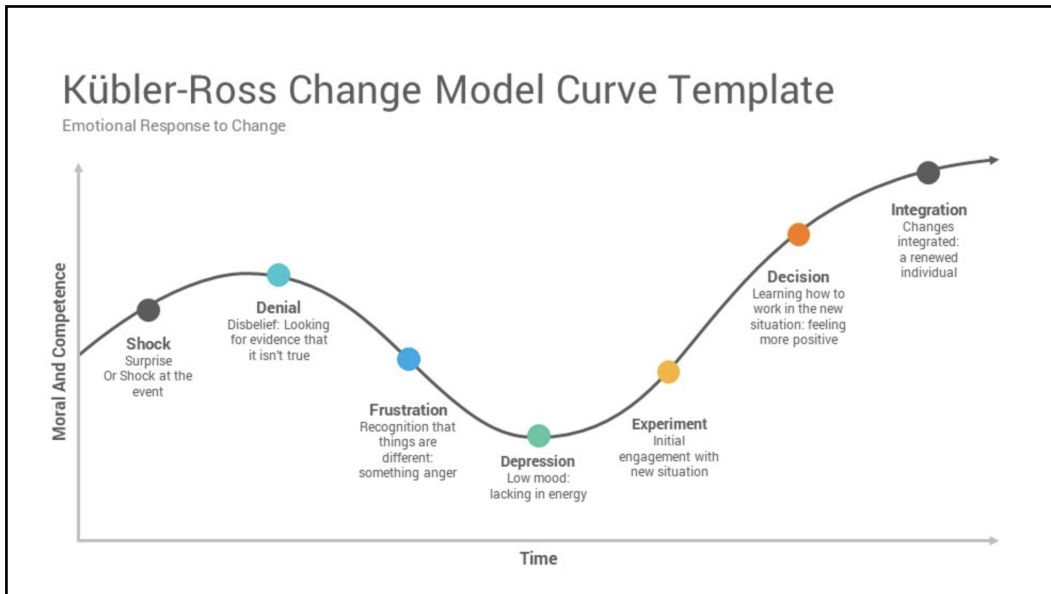 Kübler-Ross Change Model Curve Template
Emotional Response to Change
Moral And Competence
Shock
Surprise
Or Shock at the
event
Denial
Disbelief: Looking
for evidence that
it isn't true
Frustration
Recognition that
things are
different:
something anger
Depression
Low mood:
lacking in energy
Experiment
Initial
engagement with
new situation
Decision
Learning how to
work in the new
situation: feeling
more positive
Integration
Changes
integrated:
a renewed
individual
Time